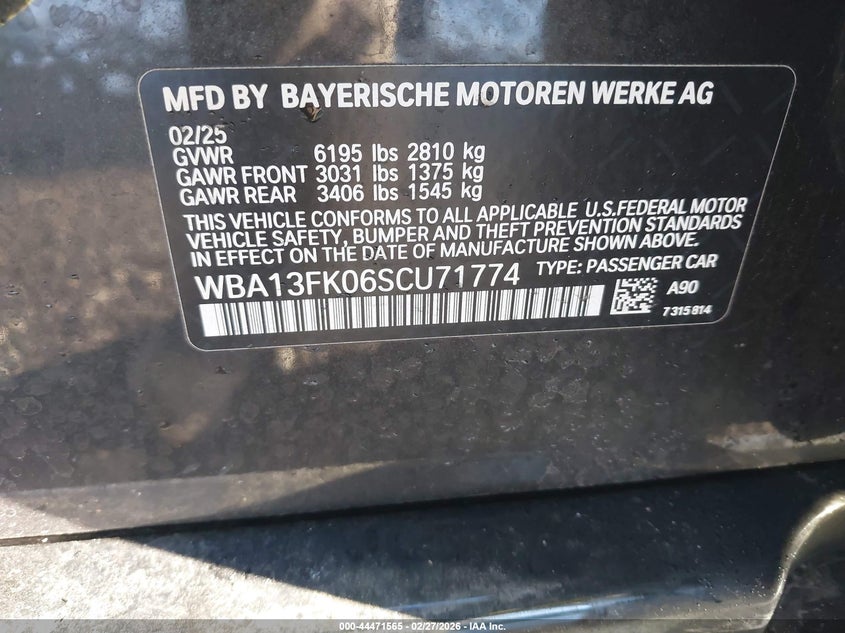 MFD BY BAYERISCHE MOTOREN WERKE AG
02/25
GVWR 6195 lbs 2810 kg
GAWR FRONT 3031 lbs 1375 kg
GAWR REAR 3406 lbs 1545 kg
THIS VEHICLE CONFORMS TO ALL APPLICABLE U.S.FEDERAL MOTOR
VEHICLE SAFETY, BUMPER AND THEFT PREVENTION STANDARDS
IN EFFECT ON THE DATE OF MANUFACTURE SHOWN ABOVE.
WBA13FK06SCU71774 TYPE: PASSENGER CAR
A90
7315814
000-44471565 - 02/27/2026 - IAA Inc.